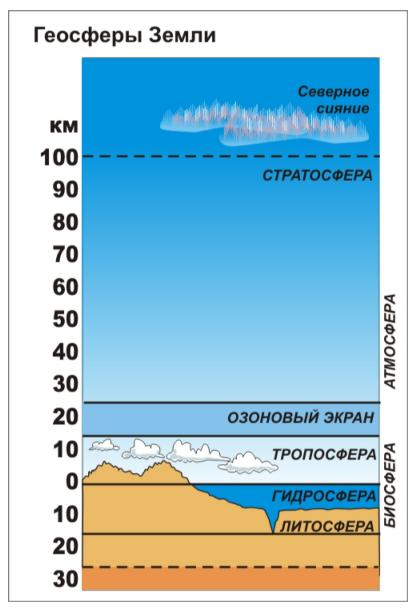 Геосферы Земли
Северное
сияние
км
100
СТРАТОСФЕРА
90
80
70
60
50
40
30
АТМОСФЕРА
20
ОЗОНОВЫЙ ЭКРАН
10
ТРОПОСФЕРА
БИОСФЕРА
0
ГИДРОСФЕРА
10
ЛИТОСФЕРА
20
30